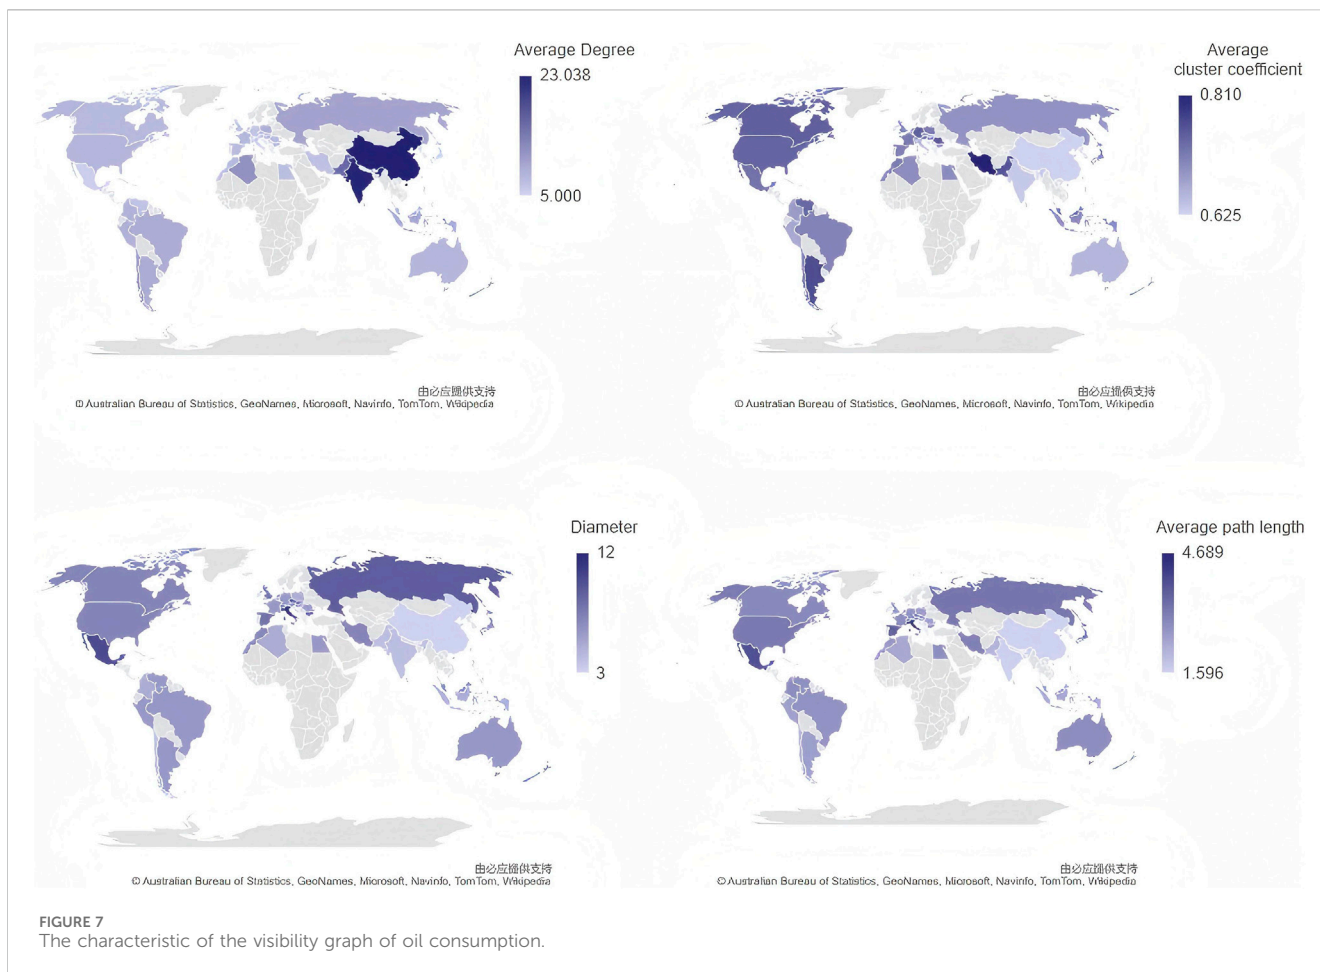 Average Degree
23.038
5.000
由必应提供支持
© Australian Bureau of Statistics, GeoNames, Microsoft, Navinfo, TomTom, Wikipedia
Average
cluster coefficient
0.810
0.625
由必应提供支持
© Australian Bureau of Statistics, GeoNames, Microsoft, Navinfo, TomTom, Wikipedia
Diameter
12
3
由必应提供支持
© Australian Bureau of Statistics, GeoNames, Microsoft, Navinfo, TomTom, Wikipedia
Average path length
4.689
1.596
由必应提供支持
© Australian Bureau of Statistics, GeoNames, Microsoft, Navinfo, TomTom, Wikipedia
FIGURE 7
The characteristic of the visibility graph of oil consumption.